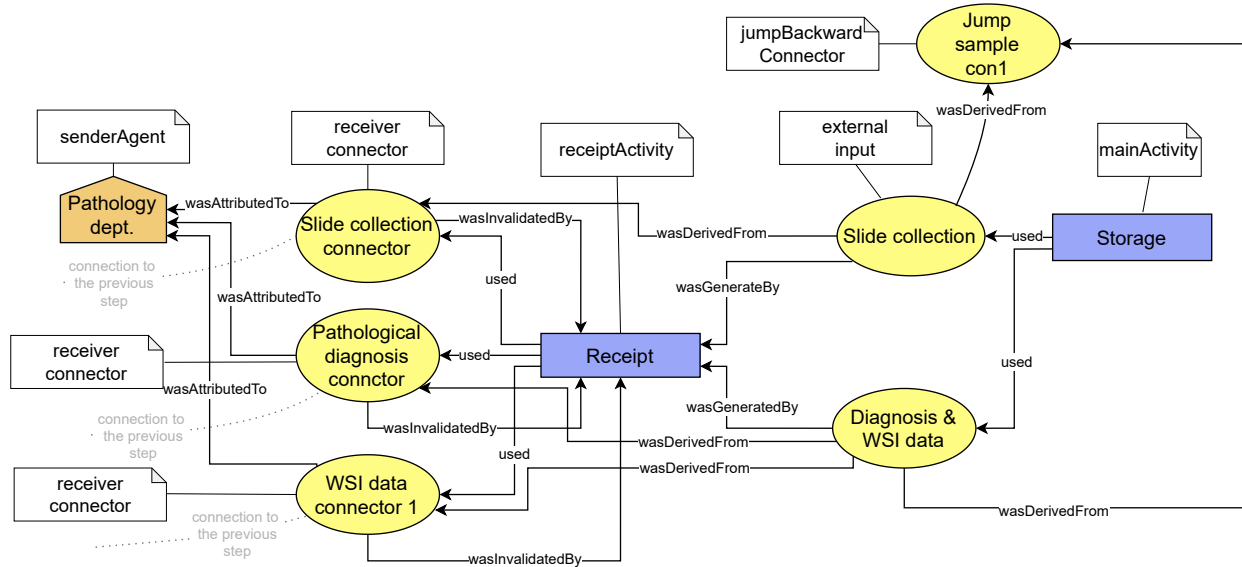 jumpBackward
Connector
Jump
sample
con1
wasDerivedFrom
senderAgent
receiver
connector
receiptActivity
external
input
mainActivity
Pathology
dept.
wasAttributedTo
Slide collection
connector
wasInvalidatedBy
wasDerivedFrom
Slide collection
used
Storage
connection to
the previous
step
wasAttributedTo
used
wasGenerateBy
receiver
connector
Pathological
diagnosis
connctor
used
Receipt
used
wasAttributedTo
connection to
the previous
step
wasInvalidatedBy
wasGeneratedBy
wasDerivedFrom
Diagnosis &
WSI data
used
wasDerivedFrom
receiver
connector
WSI data
connector 1
connection to
the previous
step
wasDerivedFrom
wasInvalidatedBy